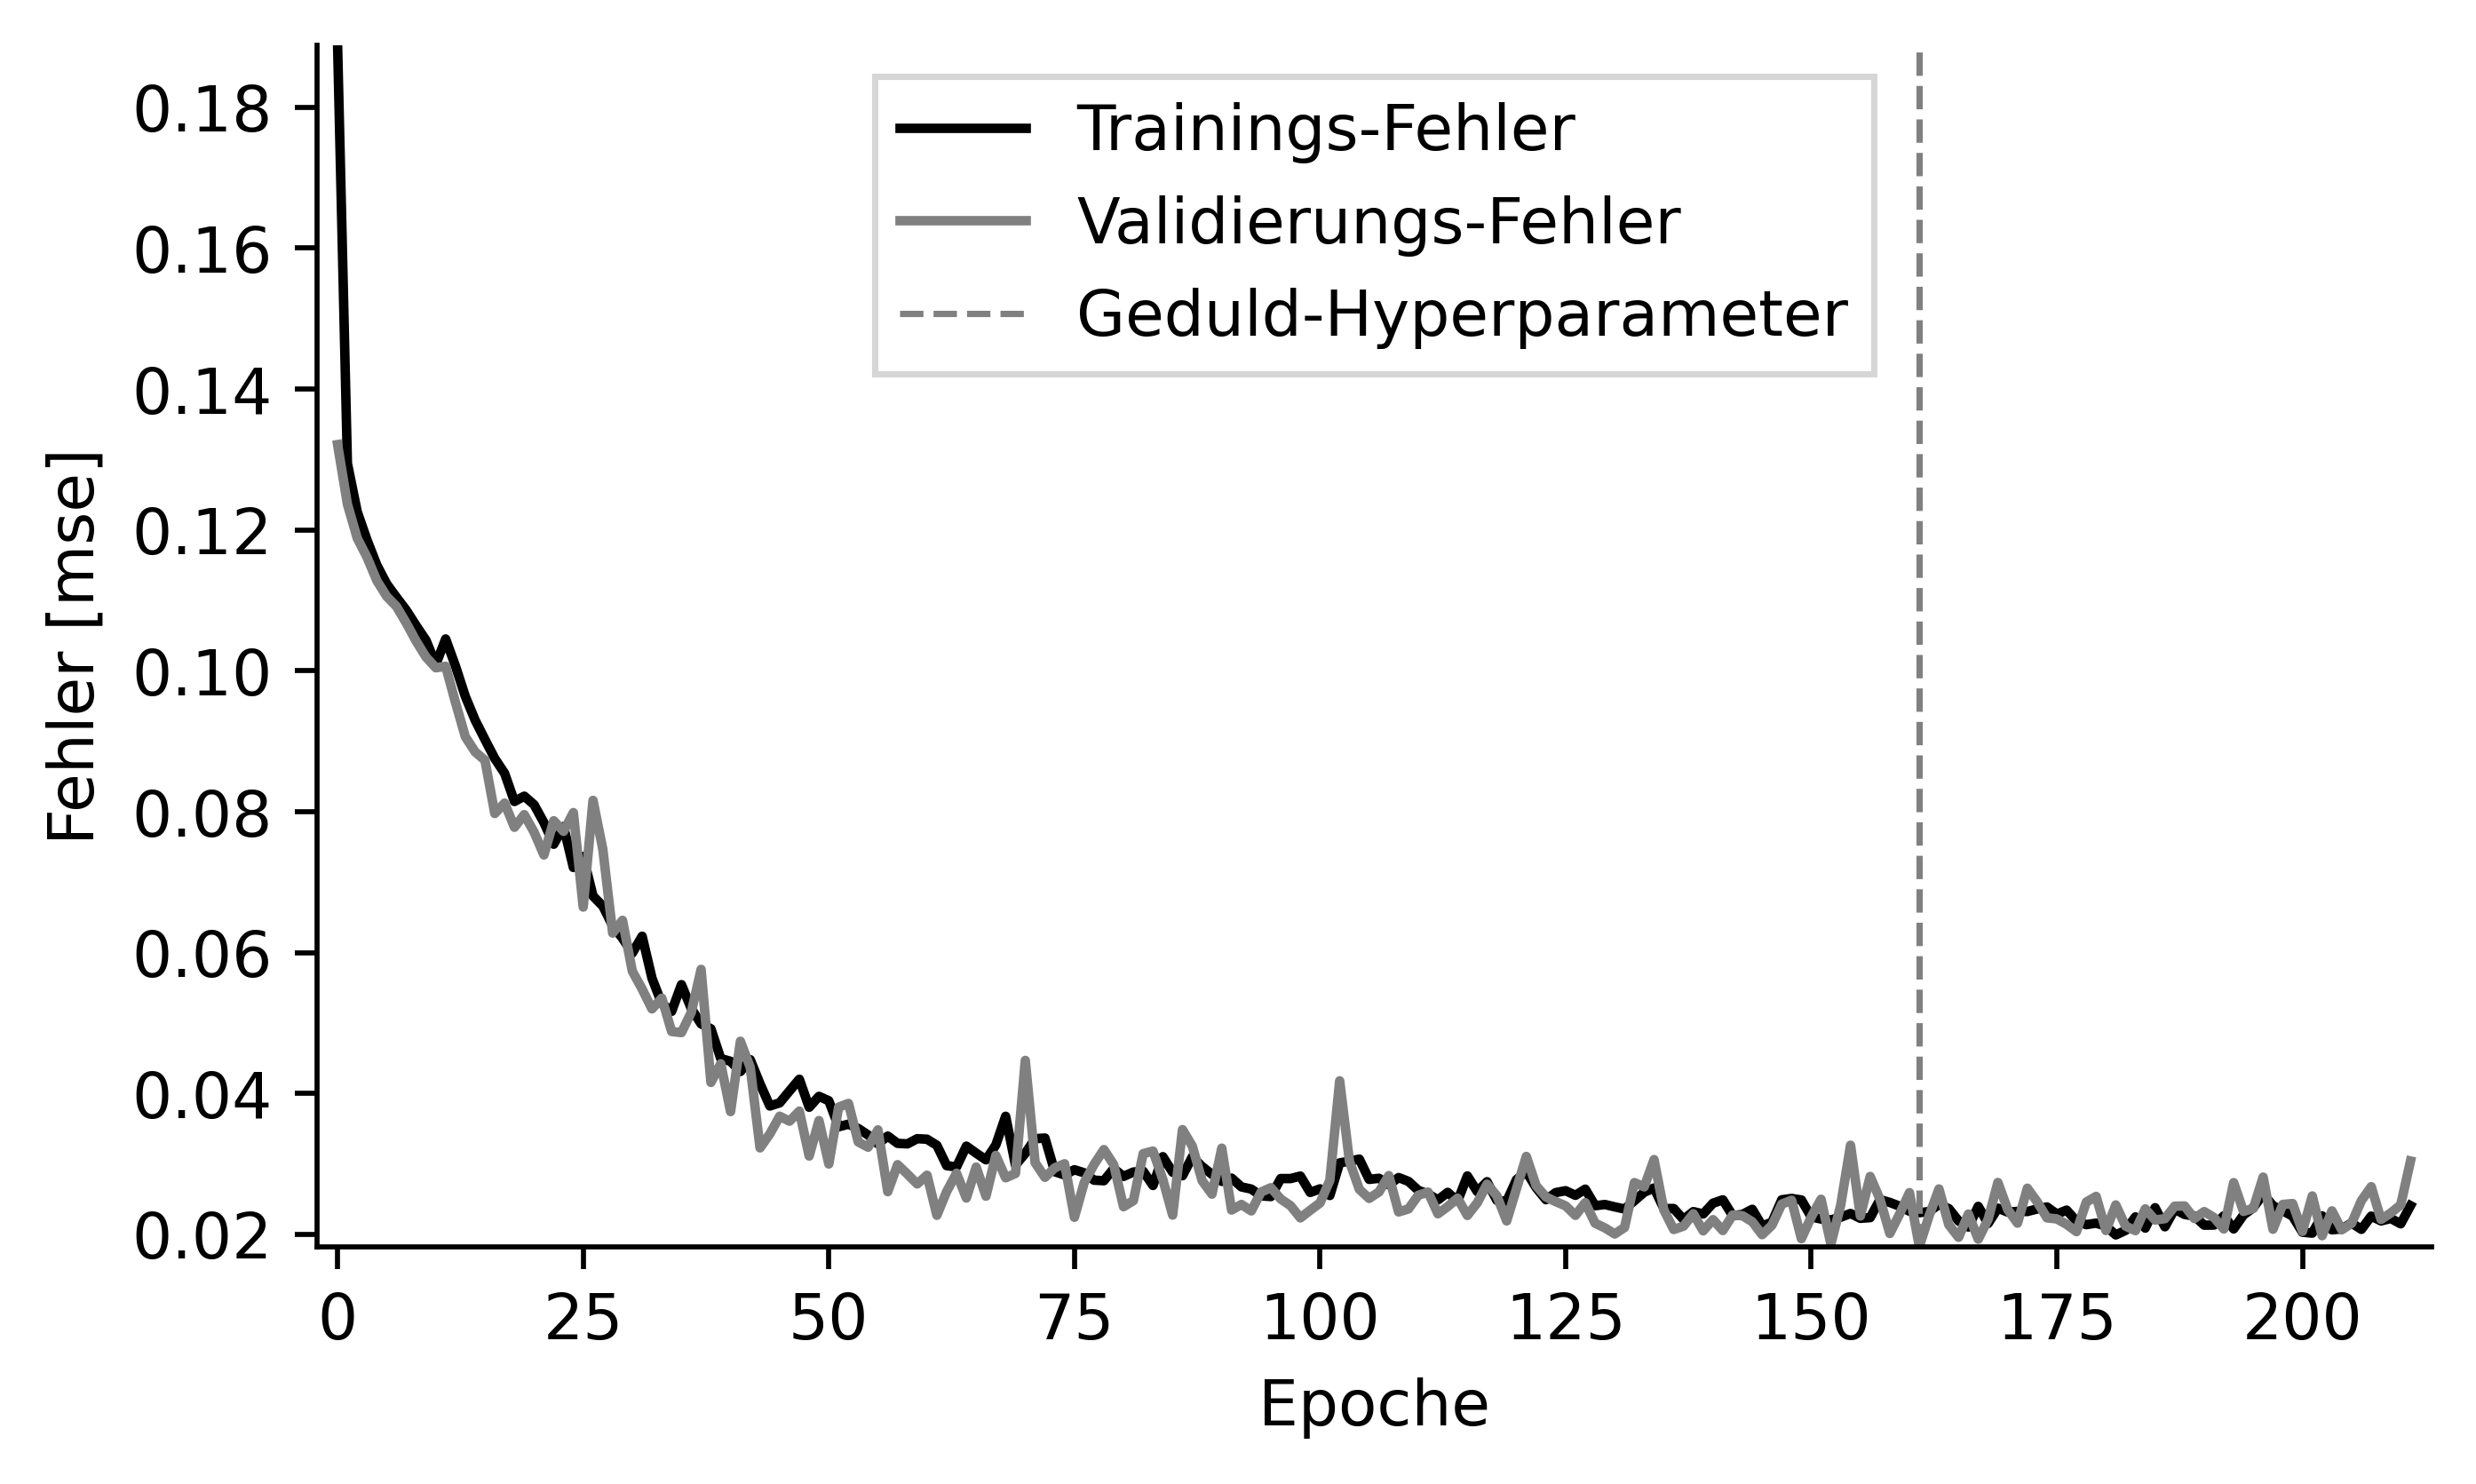 Trainings-Fehler
Validierungs-Fehler
Geduld-Hyperparameter
Fehler [mse]
0.18
0.16
0.14
0.12
0.10
0.08
0.06
0.04
0.02
0 25 50 75 100 125 150 175 200
Epoche